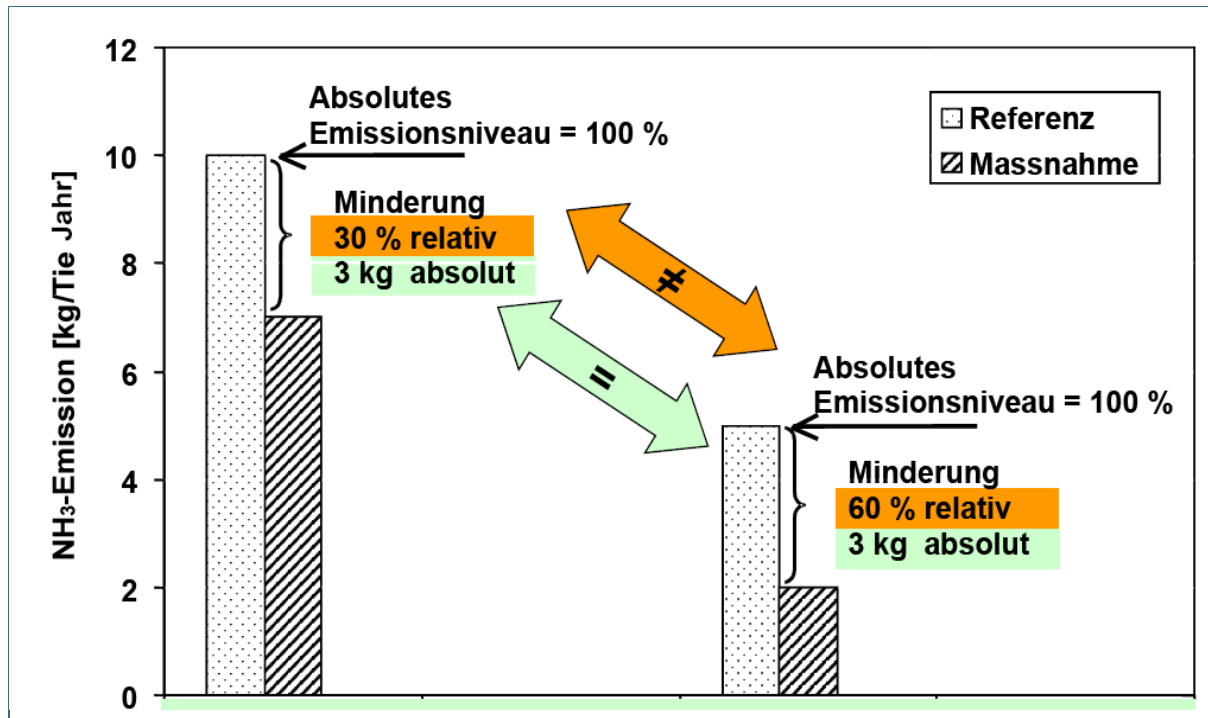 NH₃-Emission [kg/Tie Jahr]
12
10
8
6
4
2
0
Absolutes
Emissionsniveau = 100 %
Minderung
30 % relativ
3 kg absolut
≠
=
Referenz
Massnahme
Absolutes
Emissionsniveau = 100 %
Minderung
60 % relativ
3 kg absolut